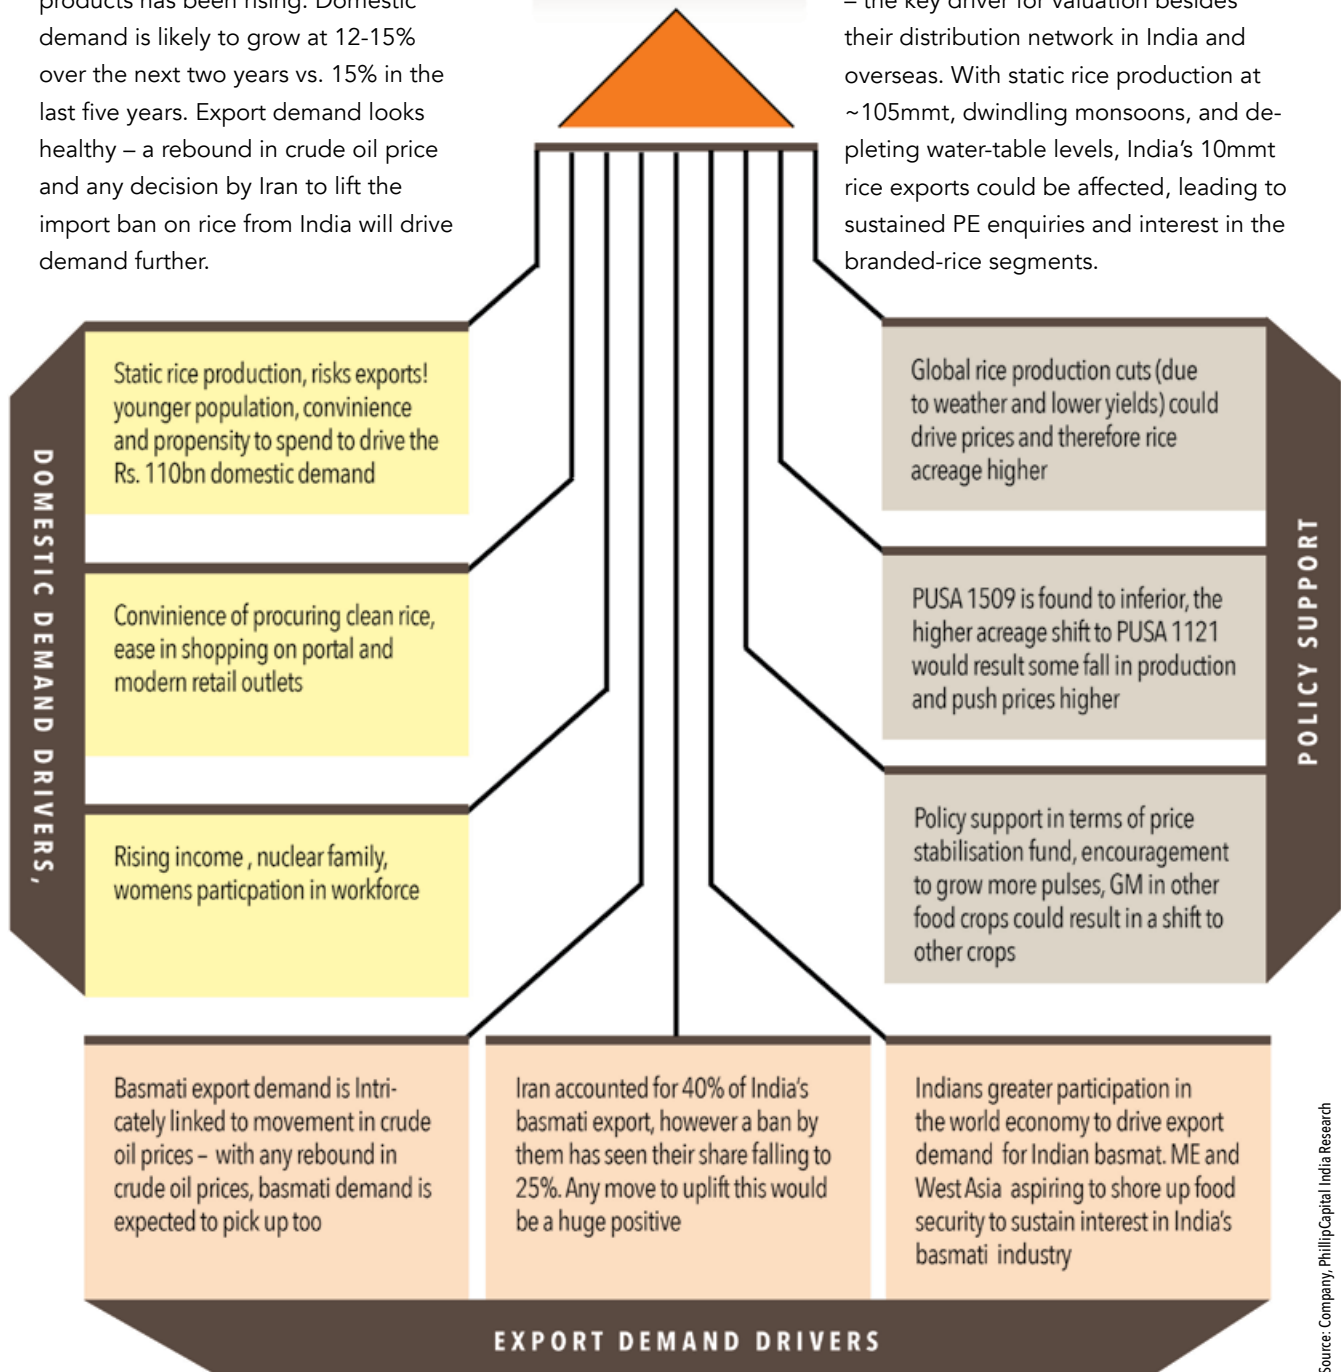 products has been rising. Domestic
demand is likely to grow at 12-15%
over the next two years vs. 15% in the
last five years. Export demand looks
healthy – a rebound in crude oil price
and any decision by Iran to lift the
import ban on rice from India will drive
demand further.
– the key driver for valuation besides
their distribution network in India and
overseas. With static rice production at
~105mmt, dwindling monsoons, and de-
pleting water-table levels, India's 10mmt
rice exports could be affected, leading to
sustained PE enquiries and interest in the
branded-rice segments.
DOMESTIC DEMAND DRIVERS,
Static rice production, risks exports!
younger population, convinience
and propensity to spend to drive the
Rs. 110bn domestic demand
Convinience of procuring clean rice,
ease in shopping on portal and
modern retail outlets
Rising income , nuclear family,
womens particpation in workforce
Global rice production cuts (due
to weather and lower yields) could
drive prices and therefore rice
acreage higher
PUSA 1509 is found to inferior, the
higher acreage shift to PUSA 1121
would result some fall in production
and push prices higher
Policy support in terms of price
stabilisation fund, encouragement
to grow more pulses, GM in other
food crops could result in a shift to
other crops
POLICY SUPPORT
Basmati export demand is Intri-
cately linked to movement in crude
oil prices – with any rebound in
crude oil prices, basmati demand is
expected to pick up too
Iran accounted for 40% of India's
basmati export, however a ban by
them has seen their share falling to
25%. Any move to uplift this would
be a huge positive
Indians greater participation in
the world economy to drive export
demand for Indian basmat. ME and
West Asia aspiring to shore up food
security to sustain interest in India's
basmati industry
EXPORT DEMAND DRIVERS
Source: Company, PhillipCapital India Research